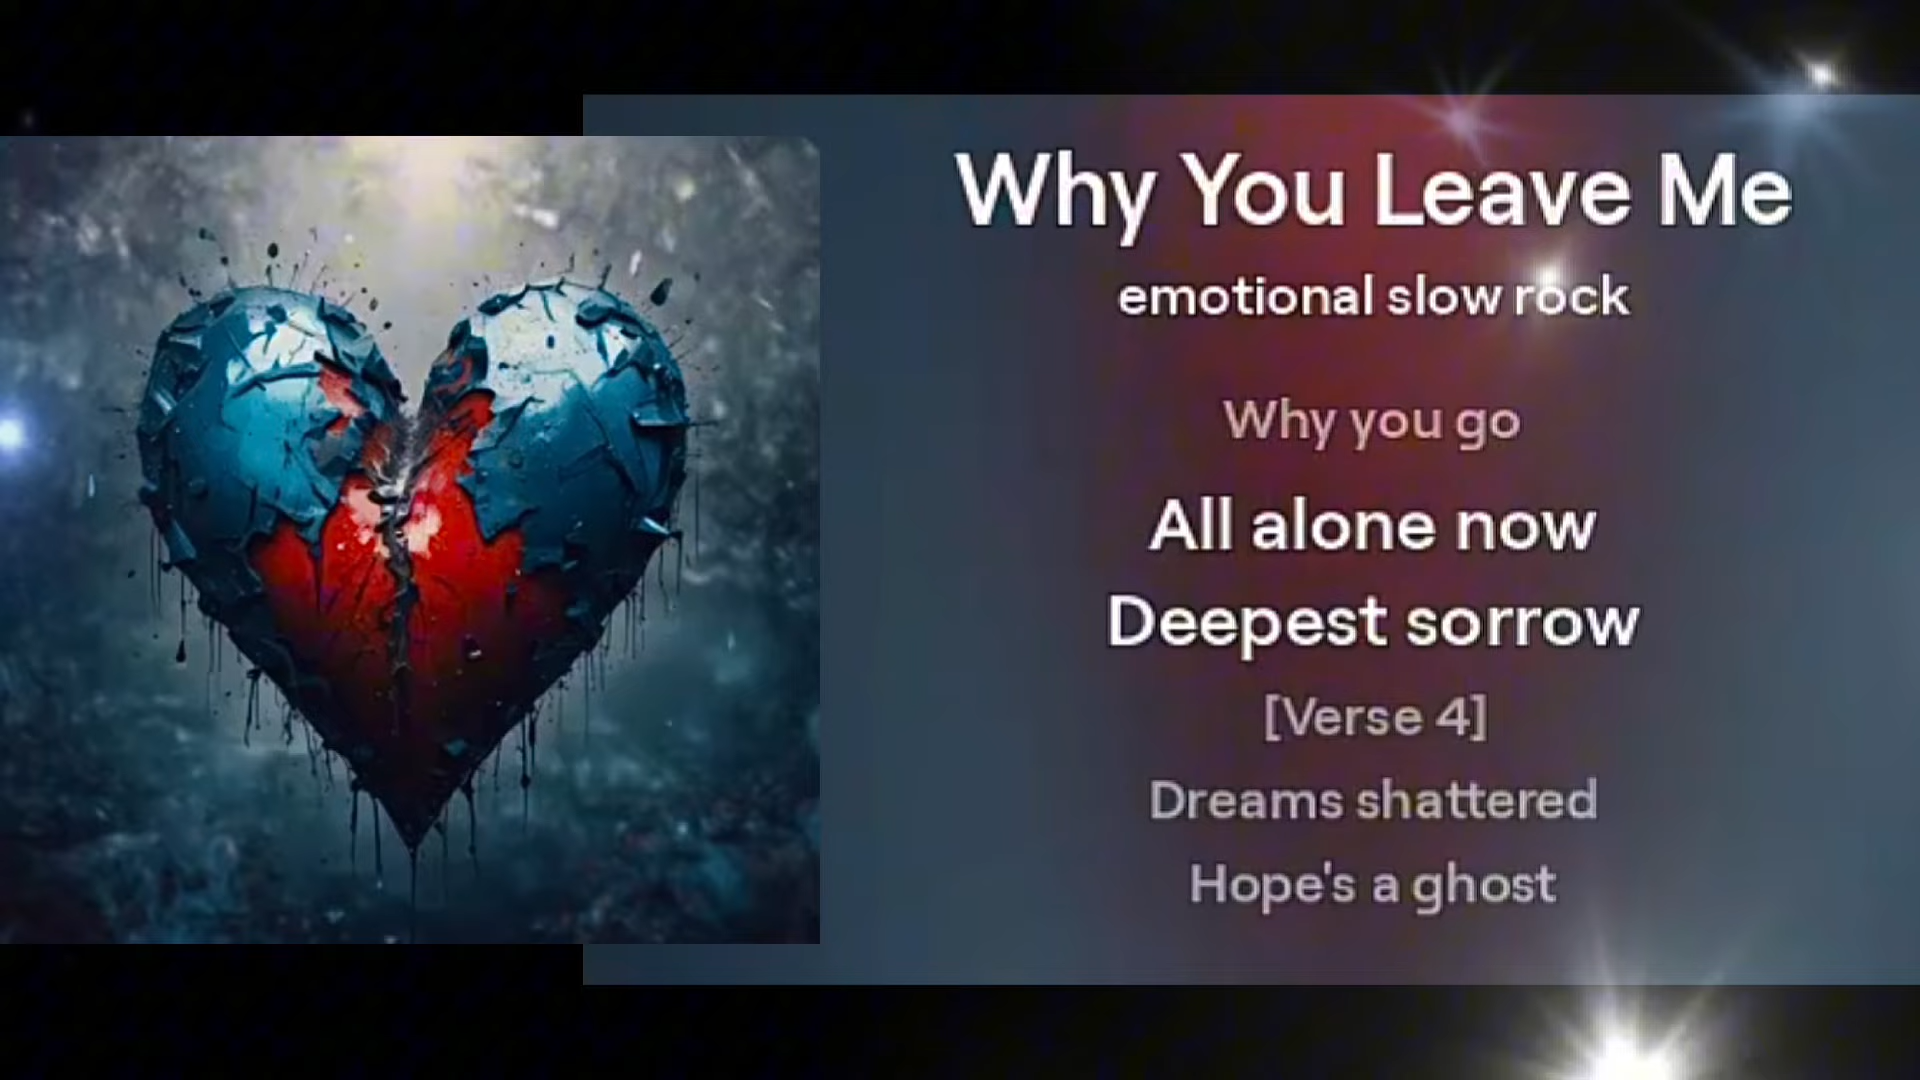 Why You Leave Me
emotional slow rock
Why you go
All alone now
Deepest sorrow
[Verse 4]
Dreams shattered
Hope's a ghost